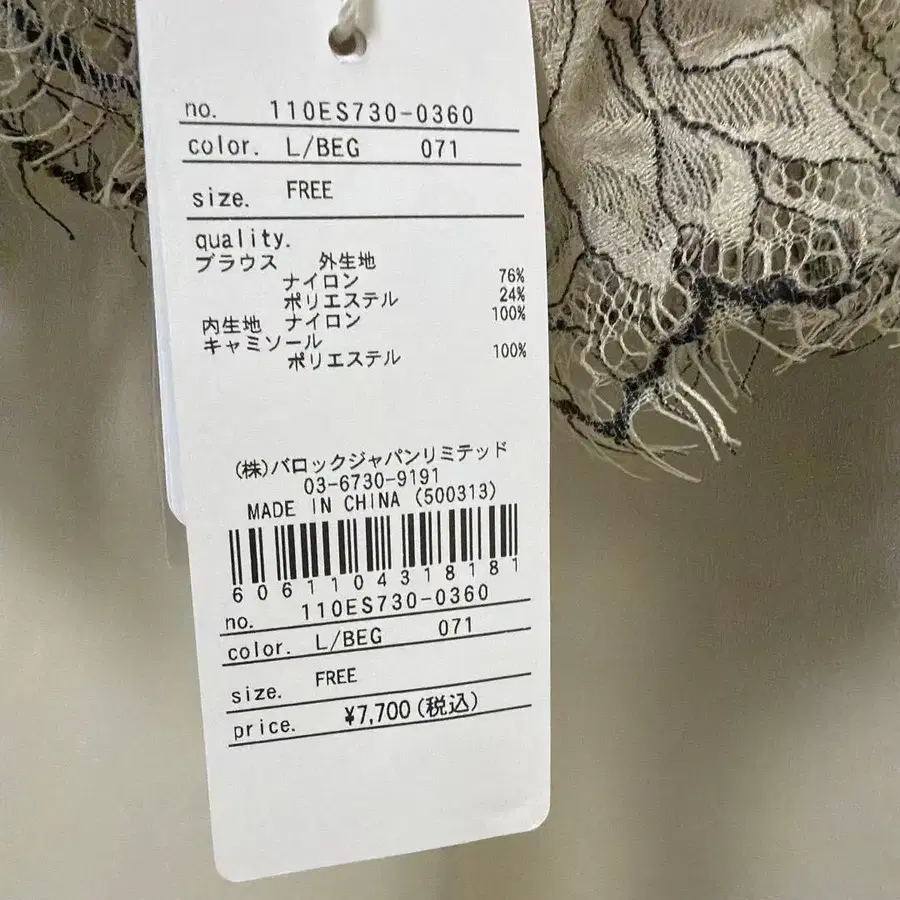 no. 110ES730-0360
color. L/BEG 071
size. FREE
quality.
ブラウス 外生地
ナイロン 76%
ポリエステル 24%
内生地 ナイロン 100%
キャミソール
ポリエステル 100%
(株)バロックジャパンリミテッド
03-6730-9191
MADE IN CHINA (500313)
6061104318181
no. 110ES730-0360
color. L/BEG 071
size. FREE
price. ¥7,700(税込)